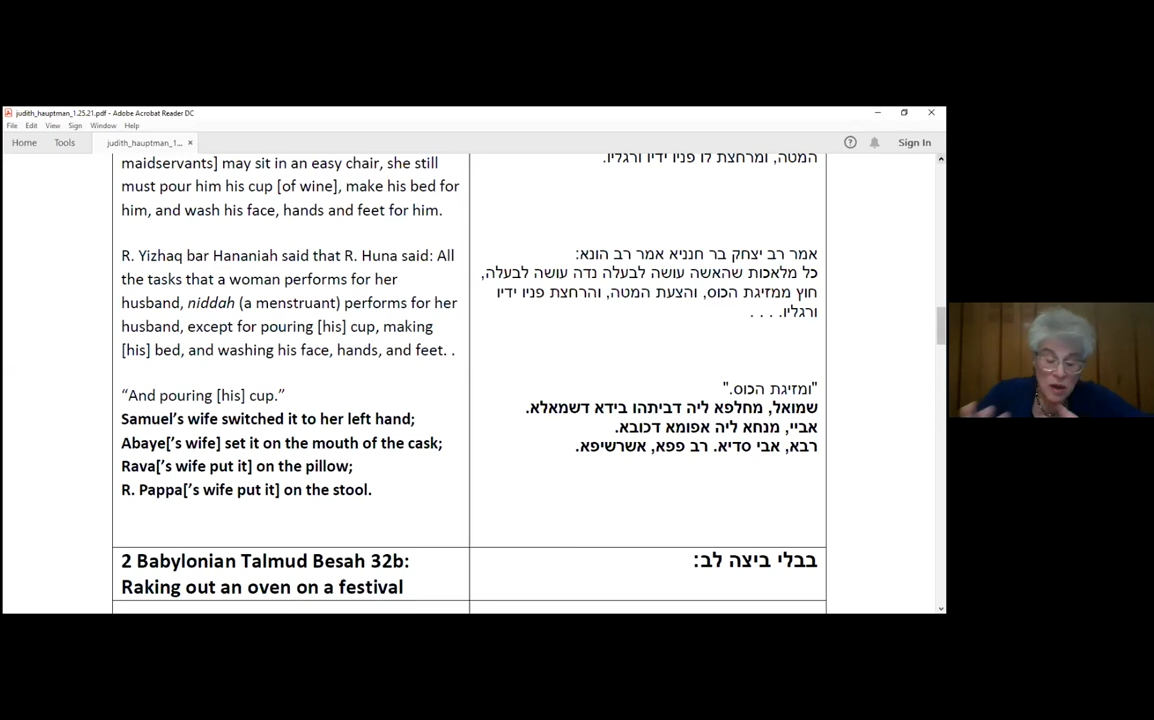 judith_hauptman_1.25.21.pdf - Adobe Acrobat Reader DC
File Edit View Sign Window Help
Home Tools judith_hauptman_1... × Sign In
maidservants] may sit in an easy chair, she still
must pour him his cup [of wine], make his bed for
him, and wash his face, hands and feet for him.
R. Yizhaq bar Hananiah said that R. Huna said: All
the tasks that a woman performs for her
husband, niddah (a menstruant) performs for her
husband, except for pouring [his] cup, making
[his] bed, and washing his face, hands, and feet. .
“And pouring [his] cup.”
Samuel’s wife switched it to her left hand;
Abaye[’s wife] set it on the mouth of the cask;
Rava[’s wife put it] on the pillow;
R. Pappa[’s wife put it] on the stool.
2 Babylonian Talmud Besah 32b:
Raking out an oven on a festival
המטה, ומרחצת לו פניו ידיו ורגליו.
אמר רב יצחק בר חנניא אמר רב הונא:
כל מלאכות שהאשה עושה לבעלה נדה עושה לבעלה,
חוץ ממזיגת הכוס, והצעת המטה, והרחצת פניו ידיו
ורגליו. . . .
"ומזיגת הכוס."
שמואל, מחלפא ליה דביתהו בידא דשמאלא.
אביי, מנחא ליה אפומא דכובא.
רבא, אבי סדיא. רב פפא, אשרשיפא.
בבלי ביצה לב: